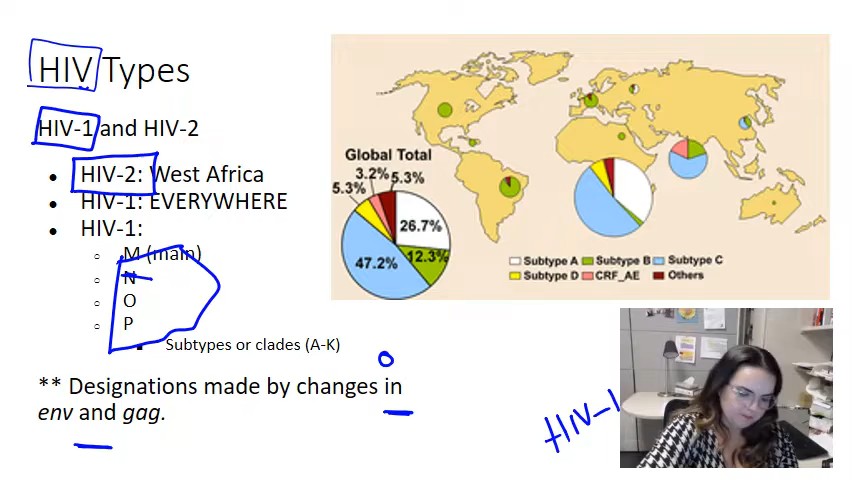 HIV Types
HIV-1 and HIV-2
• HIV-2: West Africa
• HIV-1: EVERYWHERE
• HIV-1:
○ M (main)
○ N
○ O
○ P
■ Subtypes or clades (A-K)
** Designations made by changes in
env and gag.
Global Total
5.3%
3.2%
5.3%
26.7%
12.3%
47.2%
Subtype A
Subtype B
Subtype C
Subtype D
CRF_AE
Others
HIV-1